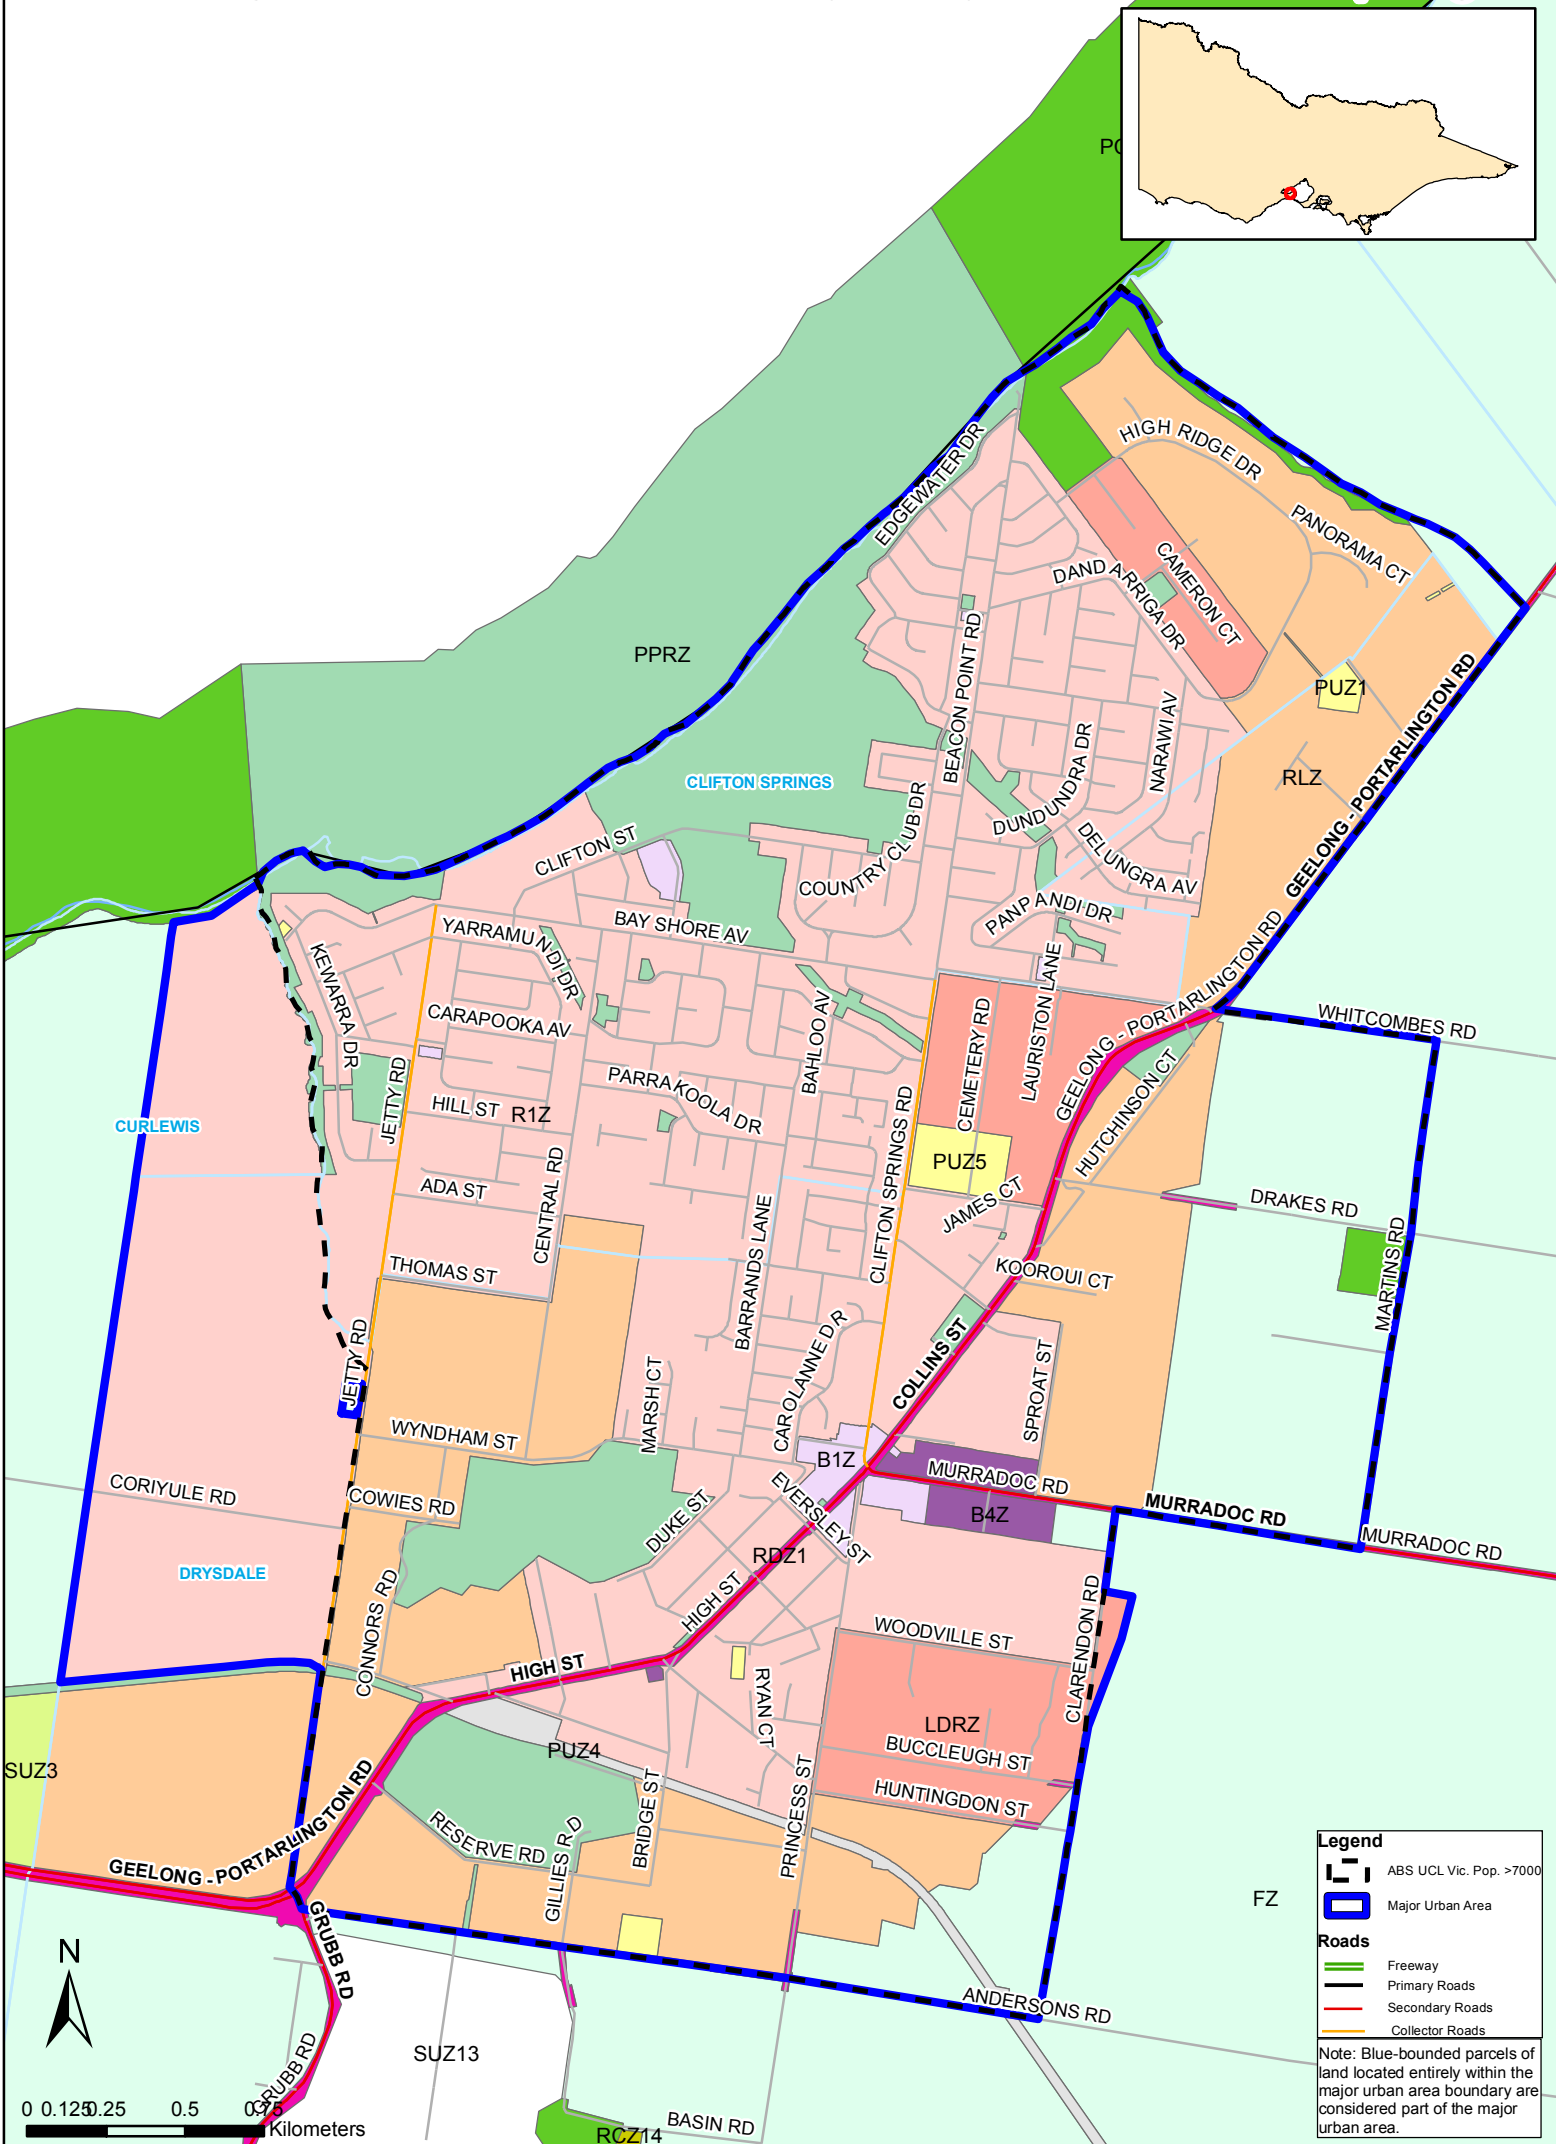 HIGH RIDGE DR
PANORAMA CT
EDGEWATER DR
CAMERON CT
DAND ARRIGA DR
PPRZ
BEACON POINT RD
PUZ1
NARAWI AV
GEELONG - PORTARLINGTON RD
RLZ
CLIFTON SPRINGS
DUNDUNDRA DR
COUNTRY CLUB DR
CLIFTON ST
DELUNGRA AV
PANP ANDI DR
BAY SHORE AV
YARRAMUNDI DR
KEWARRA DR
LAURISTON LANE
CEMETERY RD
GEELONG - PORTARLINGTON RD
WHITCOMBES RD
CARAPOOKA AV
BAHLOO AV
JETTY RD
PARRAKOOLA DR
HILL ST
R1Z
CURLEWIS
CLIFTON SPRINGS RD
HUTCHINSON CT
PUZ5
ADA ST
JAMES CT
DRAKES RD
CENTRAL RD
BARRANDS LANE
MARTINS RD
THOMAS ST
KOOROUI CT
JETTY RD
CAROLANNE DR
COLLINS ST
MARSH CT
SPROAT ST
WYNDHAM ST
B1Z
MURRADOC RD
CORIYULE RD
COWIES RD
EVERSLEY ST
B4Z
MURRADOC RD
MURRADOC RD
DUKE ST
RDZ1
DRYSDALE
CONNORS RD
HIGH ST
CLARENDON RD
WOODVILLE ST
HIGH ST
RYAN CT
LDRZ
PUZ4
BUCCLEUGH ST
SUZ3
HUNTINGDON ST
GEELONG - PORTARLINGTON RD
RESERVE RD
GILLIES RD
BRIDGE ST
PRINCESS ST
FZ
GRUBB RD
ANDERSONS RD
SUZ13
GRUBB RD
BASIN RD
RCZ14
N
0 0.125 0.25 0.5 0.75
Kilometers
Legend
ABS UCL Vic. Pop. >7000
Major Urban Area
Roads
Freeway
Primary Roads
Secondary Roads
Collector Roads
Note: Blue-bounded parcels of
land located entirely within the
major urban area boundary are
considered part of the major
urban area.